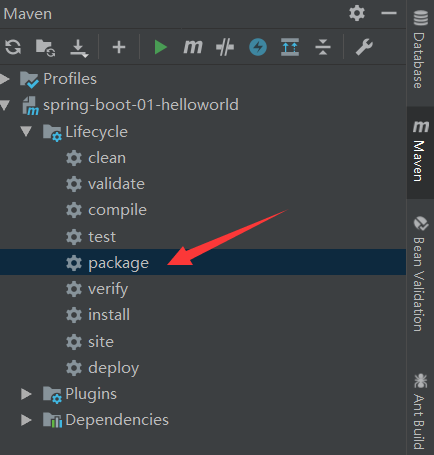 Maven
Profiles
spring-boot-01-helloworld
Lifecycle
clean
validate
compile
test
package
verify
install
site
deploy
Plugins
Dependencies
Database
Maven
Bean Validation
Ant Build